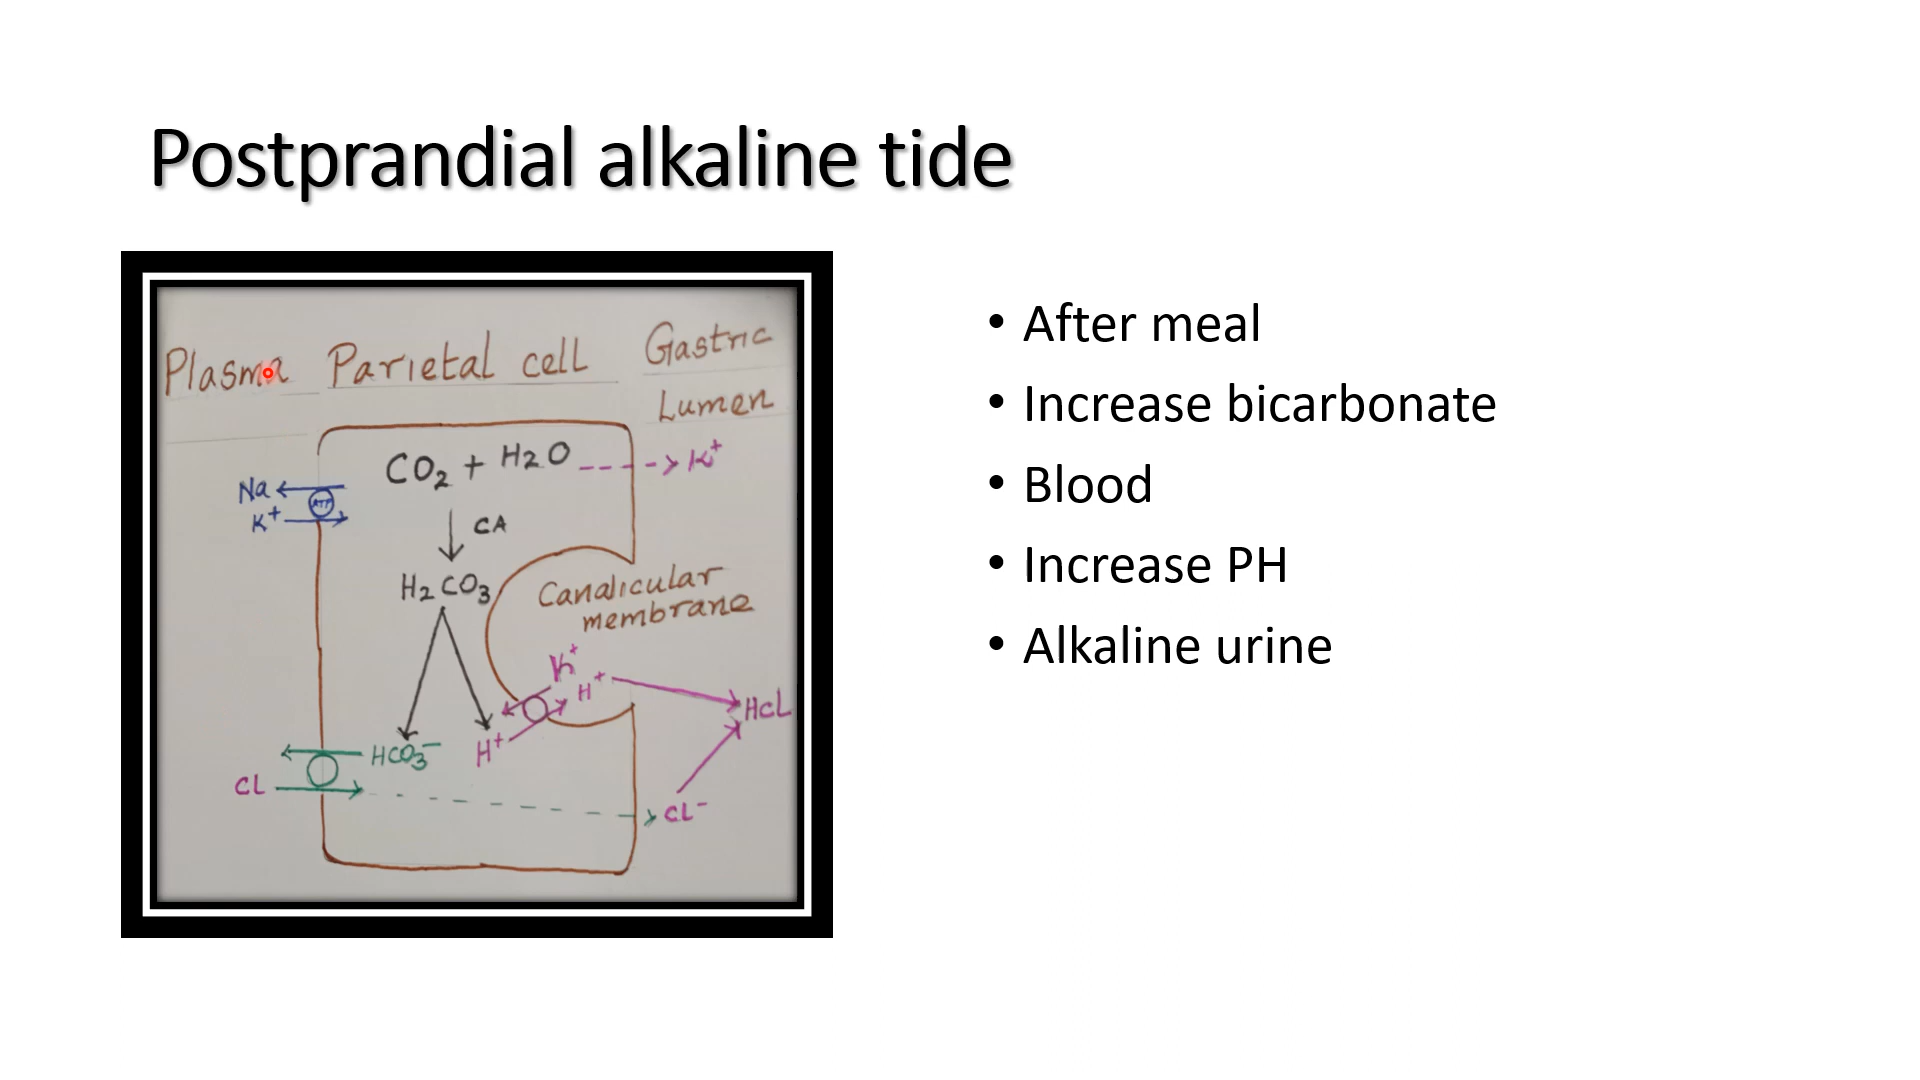 Postprandial alkaline tide
Plasma Parietal cell Gastric
Lumen
CO2 + H2O K+
Na
ATP
K+
CA
H2CO3
Canalicular
membrane
K+
H+
HCL
HCO3- H+
CL
CL-
• After meal
• Increase bicarbonate
• Blood
• Increase PH
• Alkaline urine